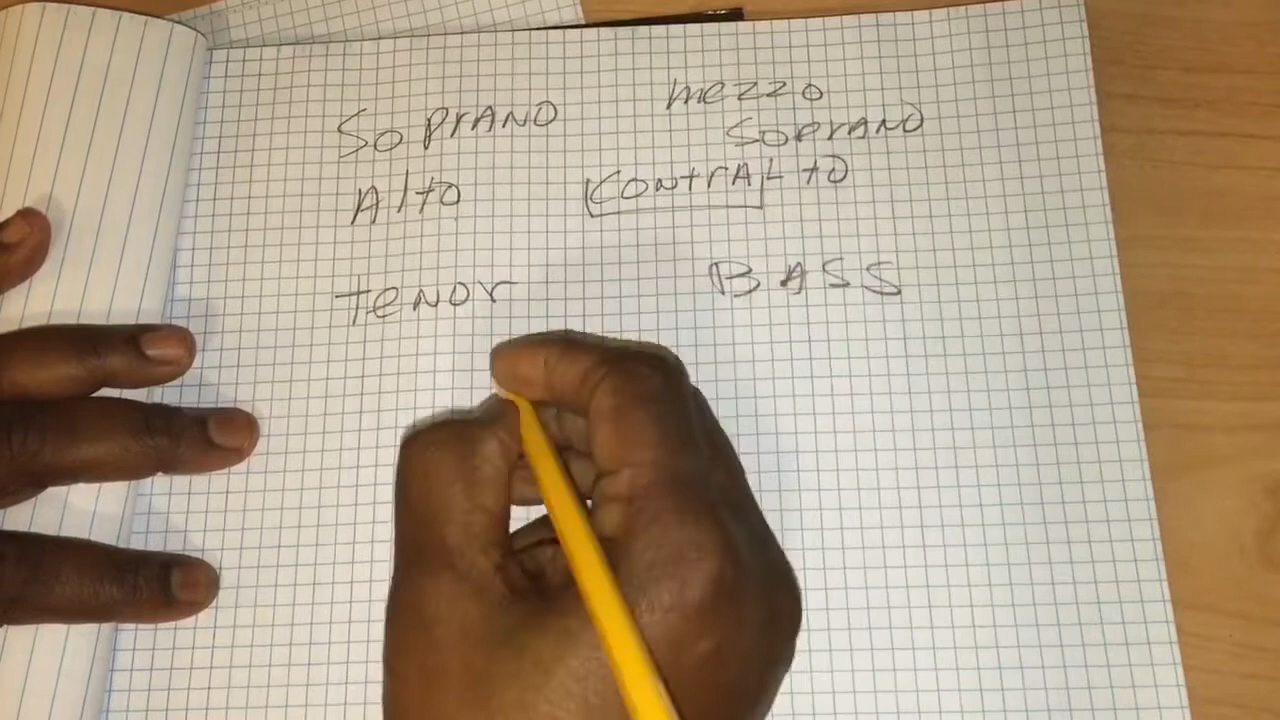 SoPrANO
mezzo
SOPrANO
Alto
ContrALtO
tenor
BASS